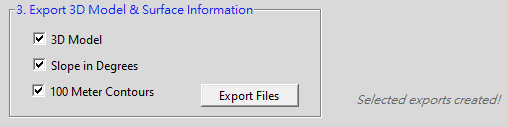 3. Export 3D Model & Surface Information
3D Model
Slope in Degrees
100 Meter Contours
Export Files
Selected exports created!